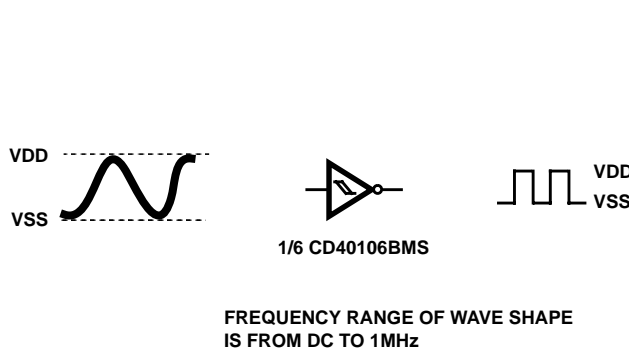 VDD
VSS
1/6 CD40106BMS
VDD
VSS
FREQUENCY RANGE OF WAVE SHAPE
IS FROM DC TO 1MHz